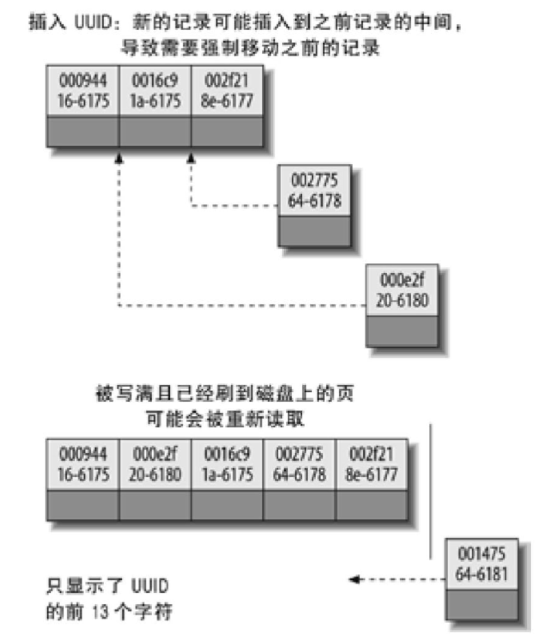 插入 UUID：新的记录可能插入到之前记录的中间，
导致需要强制移动之前的记录
000944 0016c9 002f21
16-6175 1a-6175 8e-6177
002775
64-6178
000e2f
20-6180
被写满且已经刷到磁盘上的页
可能会被重新读取
000944 000e2f 0016c9 002775 002f21
16-6175 20-6180 1a-6175 64-6178 8e-6177
001475
64-6181
只显示了 UUID
的前 13 个字符